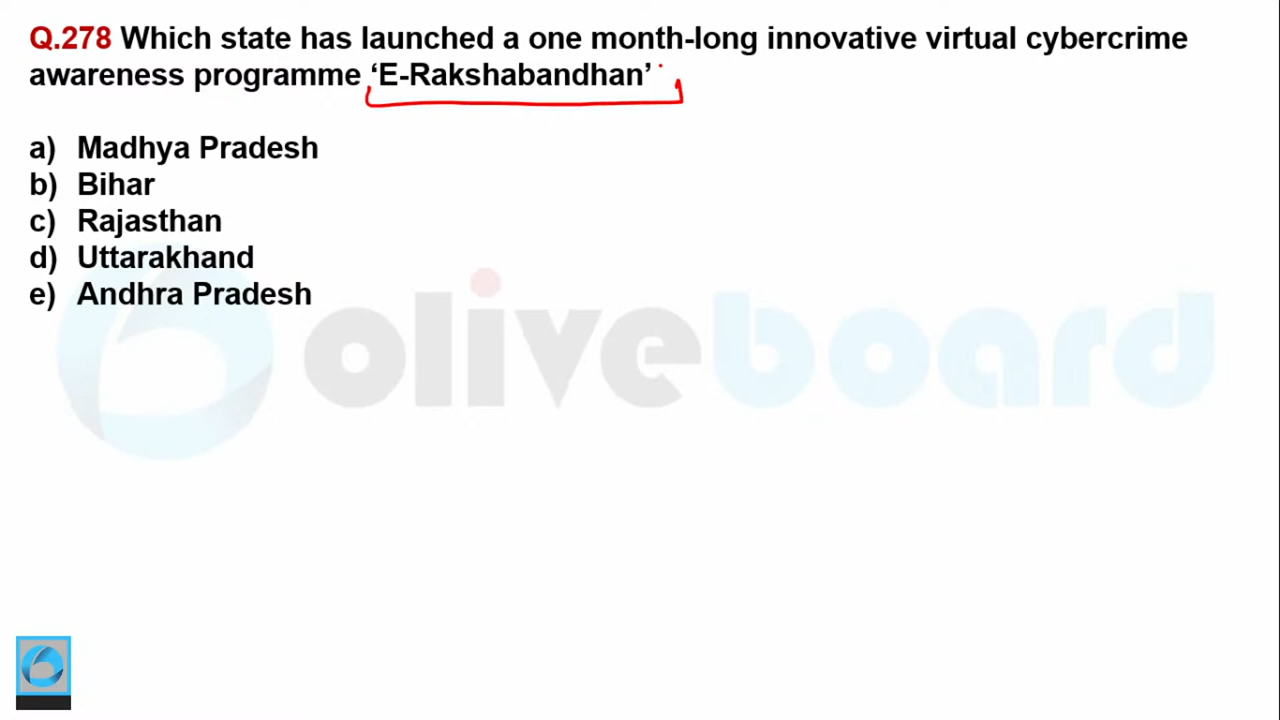 Q.278 Which state has launched a one month-long innovative virtual cybercrime
awareness programme ‘E-Rakshabandhan’
a) Madhya Pradesh
b) Bihar
c) Rajasthan
d) Uttarakhand
e) Andhra Pradesh
oliveboard